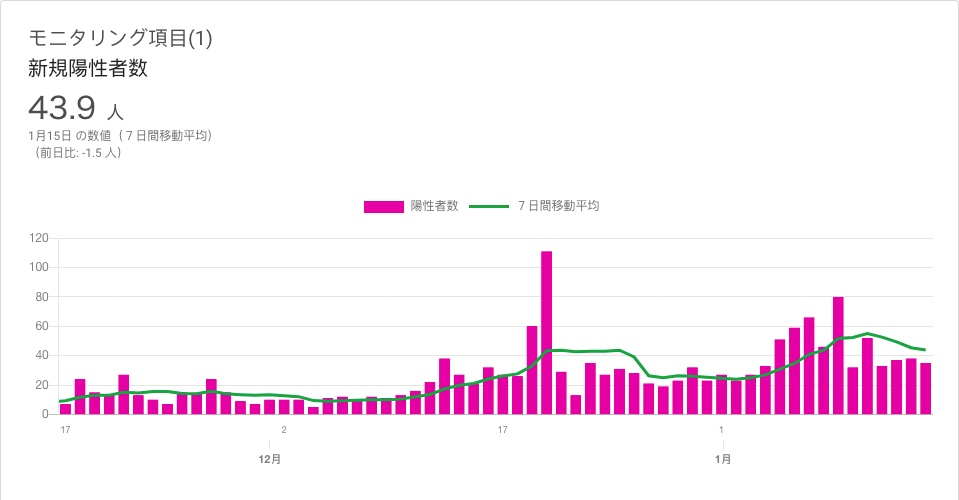 モニタリング項目(1)
新規陽性者数
43.9 人
1月15日 の数値（７日間移動平均）
（前日比: -1.5 人）
陽性者数 ７日間移動平均
120
100
80
60
40
20
0
17 2 17 1
12月 1月